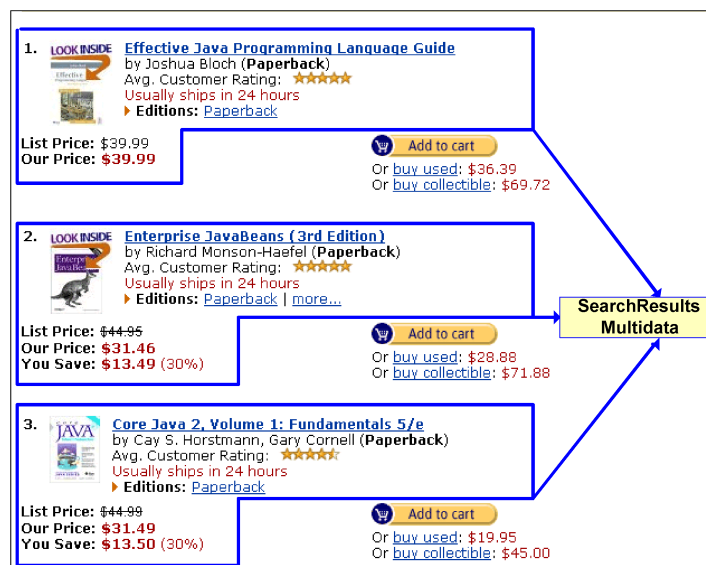 1. LOOK INSIDE Effective Java Programming Language Guide
by Joshua Bloch (Paperback)
Avg. Customer Rating:
Usually ships in 24 hours
Editions: Paperback
Effective
List Price: $39.99
Our Price: $39.99
Add to cart
Or buy used: $36.39
Or buy collectible: $69.72
2. LOOK INSIDE Enterprise JavaBeans (3rd Edition)
by Richard Monson-Haefel (Paperback)
Avg. Customer Rating:
Usually ships in 24 hours
Editions: Paperback | more...
List Price: $44.95
Our Price: $31.46
You Save: $13.49 (30%)
Add to cart
Or buy used: $28.88
Or buy collectible: $71.88
SearchResults
Multidata
3. Core Java 2, Volume 1: Fundamentals 5/e
by Cay S. Horstmann, Gary Cornell (Paperback)
Avg. Customer Rating:
Usually ships in 24 hours
Editions: Paperback
JAVA
List Price: $44.99
Our Price: $31.49
You Save: $13.50 (30%)
Add to cart
Or buy used: $19.95
Or buy collectible: $45.00